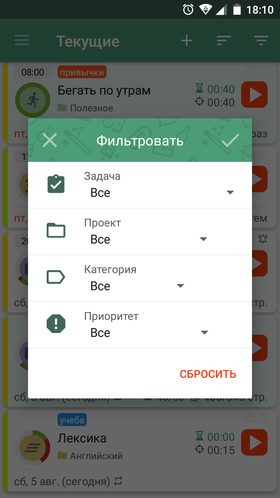 18:10
Текущие
08:00
привычки
Бегать по утрам
00:40
Полезное
00:40
пт,
Фильтровать
Задача
Все
Проект
Все
Категория
Все
Приоритет
Все
СБРОСИТЬ
сб, 5 авг. (сегодня)
стр.
учеба
Лексика
00:00
Английский
00:15
сб, 5 авг. (сегодня)